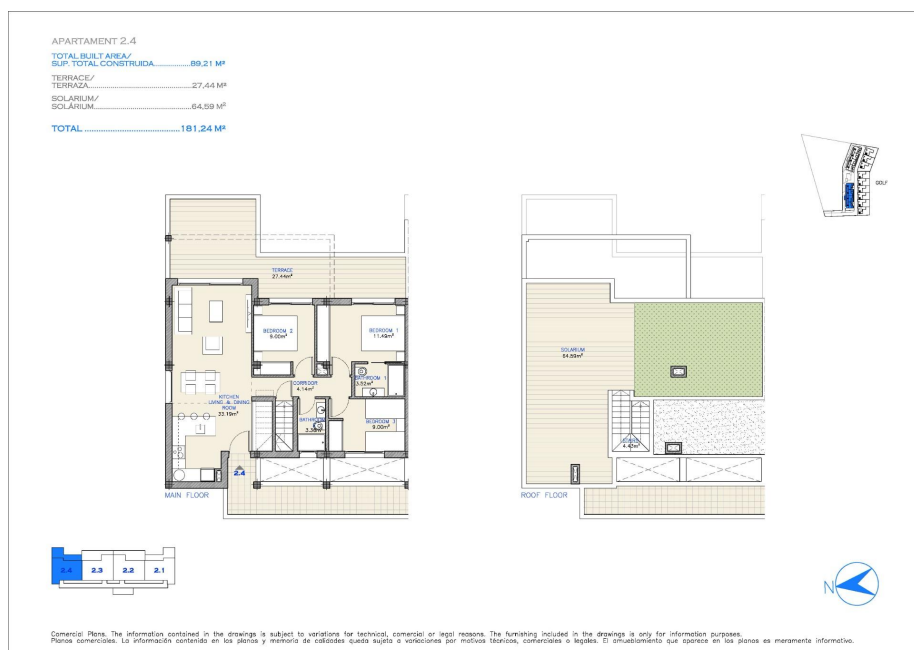 APARTAMENT 2.4
TOTAL BUILT AREA/
SUP. TOTAL CONSTRUIDA...............89,21 M²
TERRACE/
TERRAZA..........................................27,44 M²
SOLARIUM/
SOLÁRIUM.......................................64,59 M²
TOTAL ........................................181,24 M²
GOLF
TERRACE
27.44m²
BEDROOM 2
9.00m²
BEDROOM 1
11.49m²
SOLARIUM
64.59m²
CORRIDOR
4.14m²
BATHROOM 1
3.52m²
KITCHEN
LIVING & DINING
ROOM
33.19m²
BEDROOM 3
9.00m²
2.4
MAIN FLOOR
ROOF FLOOR
2.4 2.3 2.2 2.1
N
Comercial Plans. The information contained in the drawings is subject to variations for technical, comercial or legal reasons. The furnishing included in the drawings is only for information purposes.
Planos comerciales. La información contenida en los planos y memoria de calidades queda sujeta a variaciones por motivos técnicos, comerciales o legales. El amueblamiento que aparece en los planos es meramente informativo.